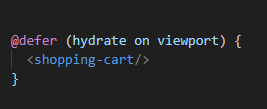 @defer (hydrate on viewport) {
  <shopping-cart/>
}